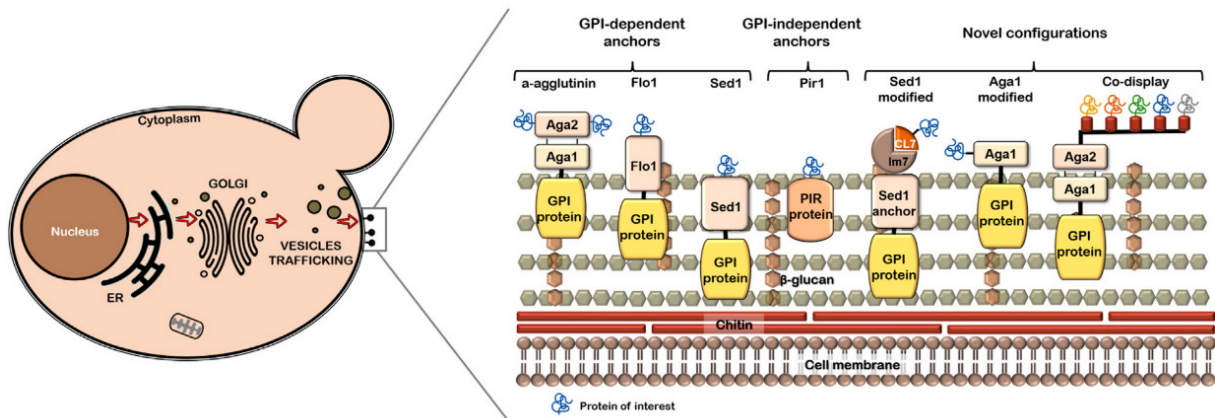 GPI-dependent
anchors
GPI-independent
anchors
Novel configurations
a-agglutinin
Flo1
Sed1
Pir1
Sed1
modified
Aga1
modified
Co-display
Cytoplasm
Nucleus
GOLGI
VESICLES
TRAFFICKING
ER
Aga2
Aga1
GPI
protein
Flo1
GPI
protein
Sed1
GPI
protein
PIR
protein
CL7
Im7
Sed1
anchor
GPI
protein
Aga1
GPI
protein
Aga2
Aga1
GPI
protein
β-glucan
Chitin
Cell membrane
Protein of interest